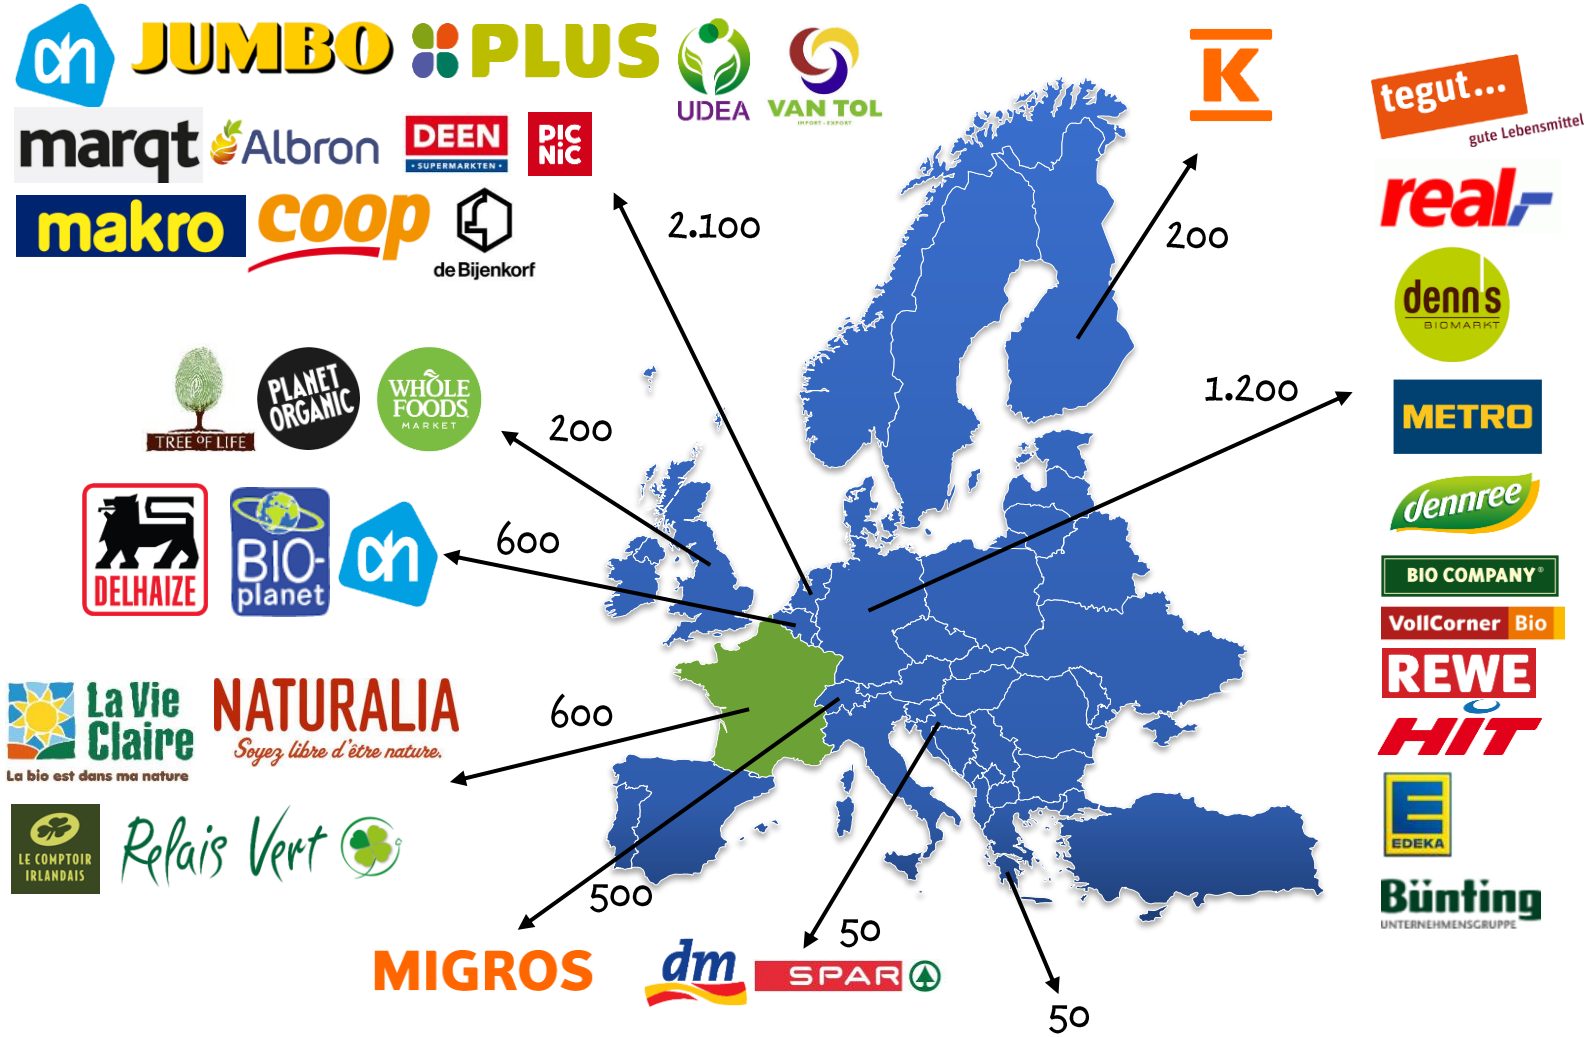 ah
JUMBO
PLUS
UDEA
VAN TOL
IMPORT - EXPORT
marqt
Albron
DEEN
SUPERMARKTEN
PIC
NiC
makro
coop
de Bijenkorf
2.100
K
200
tegut...
gute Lebensmittel
real,-
denn's
BIOMARKT
1.200
METRO
dennree
BIO COMPANY®
VollCorner Bio
REWE
HiT
E
EDEKA
Bünting
UNTERNEHMENSGRUPPE
TREE OF LIFE
PLANET
ORGANIC
WHOLE
FOODS
MARKET
200
DELHAIZE
BIO-
planet
ah
600
La Vie
Claire
La bio est dans ma nature
NATURALIA
Soyez libre d'être nature.
600
LE COMPTOIR
IRLANDAIS
Relais Vert
500
MIGROS
dm
SPAR
50
50